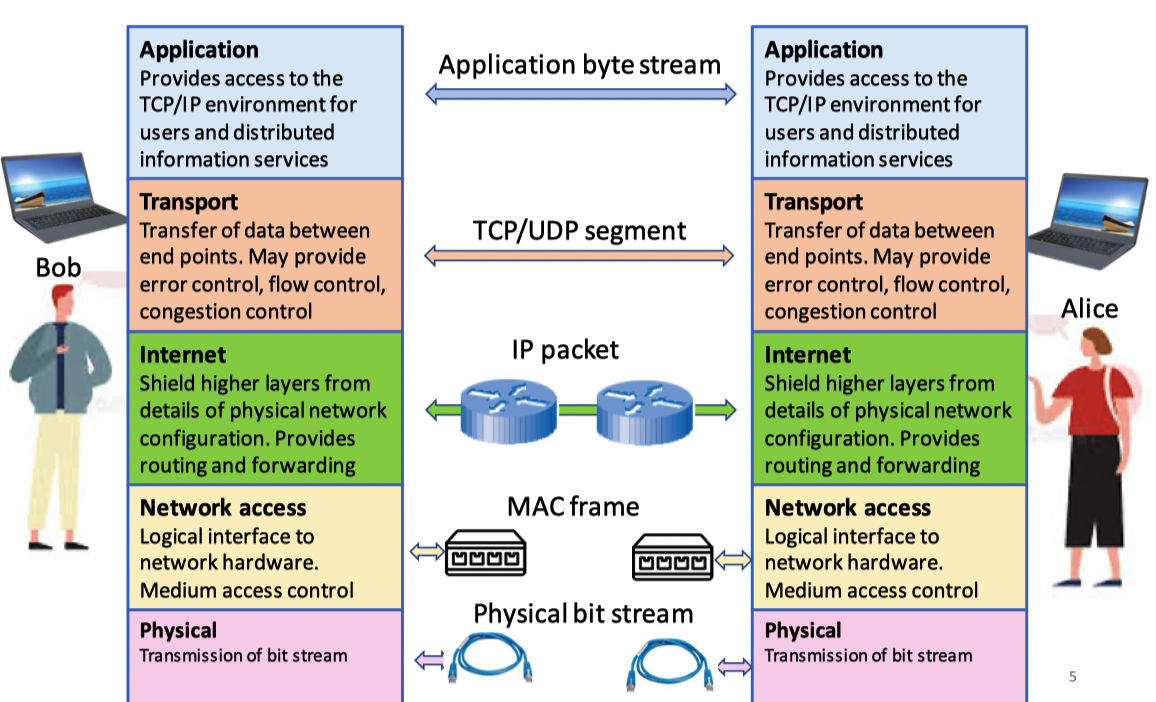 Application
Provides access to the
TCP/IP environment for
users and distributed
information services
Transport
Transfer of data between
end points. May provide
error control, flow control,
congestion control
Internet
Shield higher layers from
details of physical network
configuration. Provides
routing and forwarding
Network access
Logical interface to
network hardware.
Medium access control
Physical
Transmission of bit stream
Bob
Application byte stream
TCP/UDP segment
IP packet
MAC frame
Physical bit stream
Application
Provides access to the
TCP/IP environment for
users and distributed
information services
Transport
Transfer of data between
end points. May provide
error control, flow control,
congestion control
Internet
Shield higher layers from
details of physical network
configuration. Provides
routing and forwarding
Network access
Logical interface to
network hardware.
Medium access control
Physical
Transmission of bit stream
Alice
5